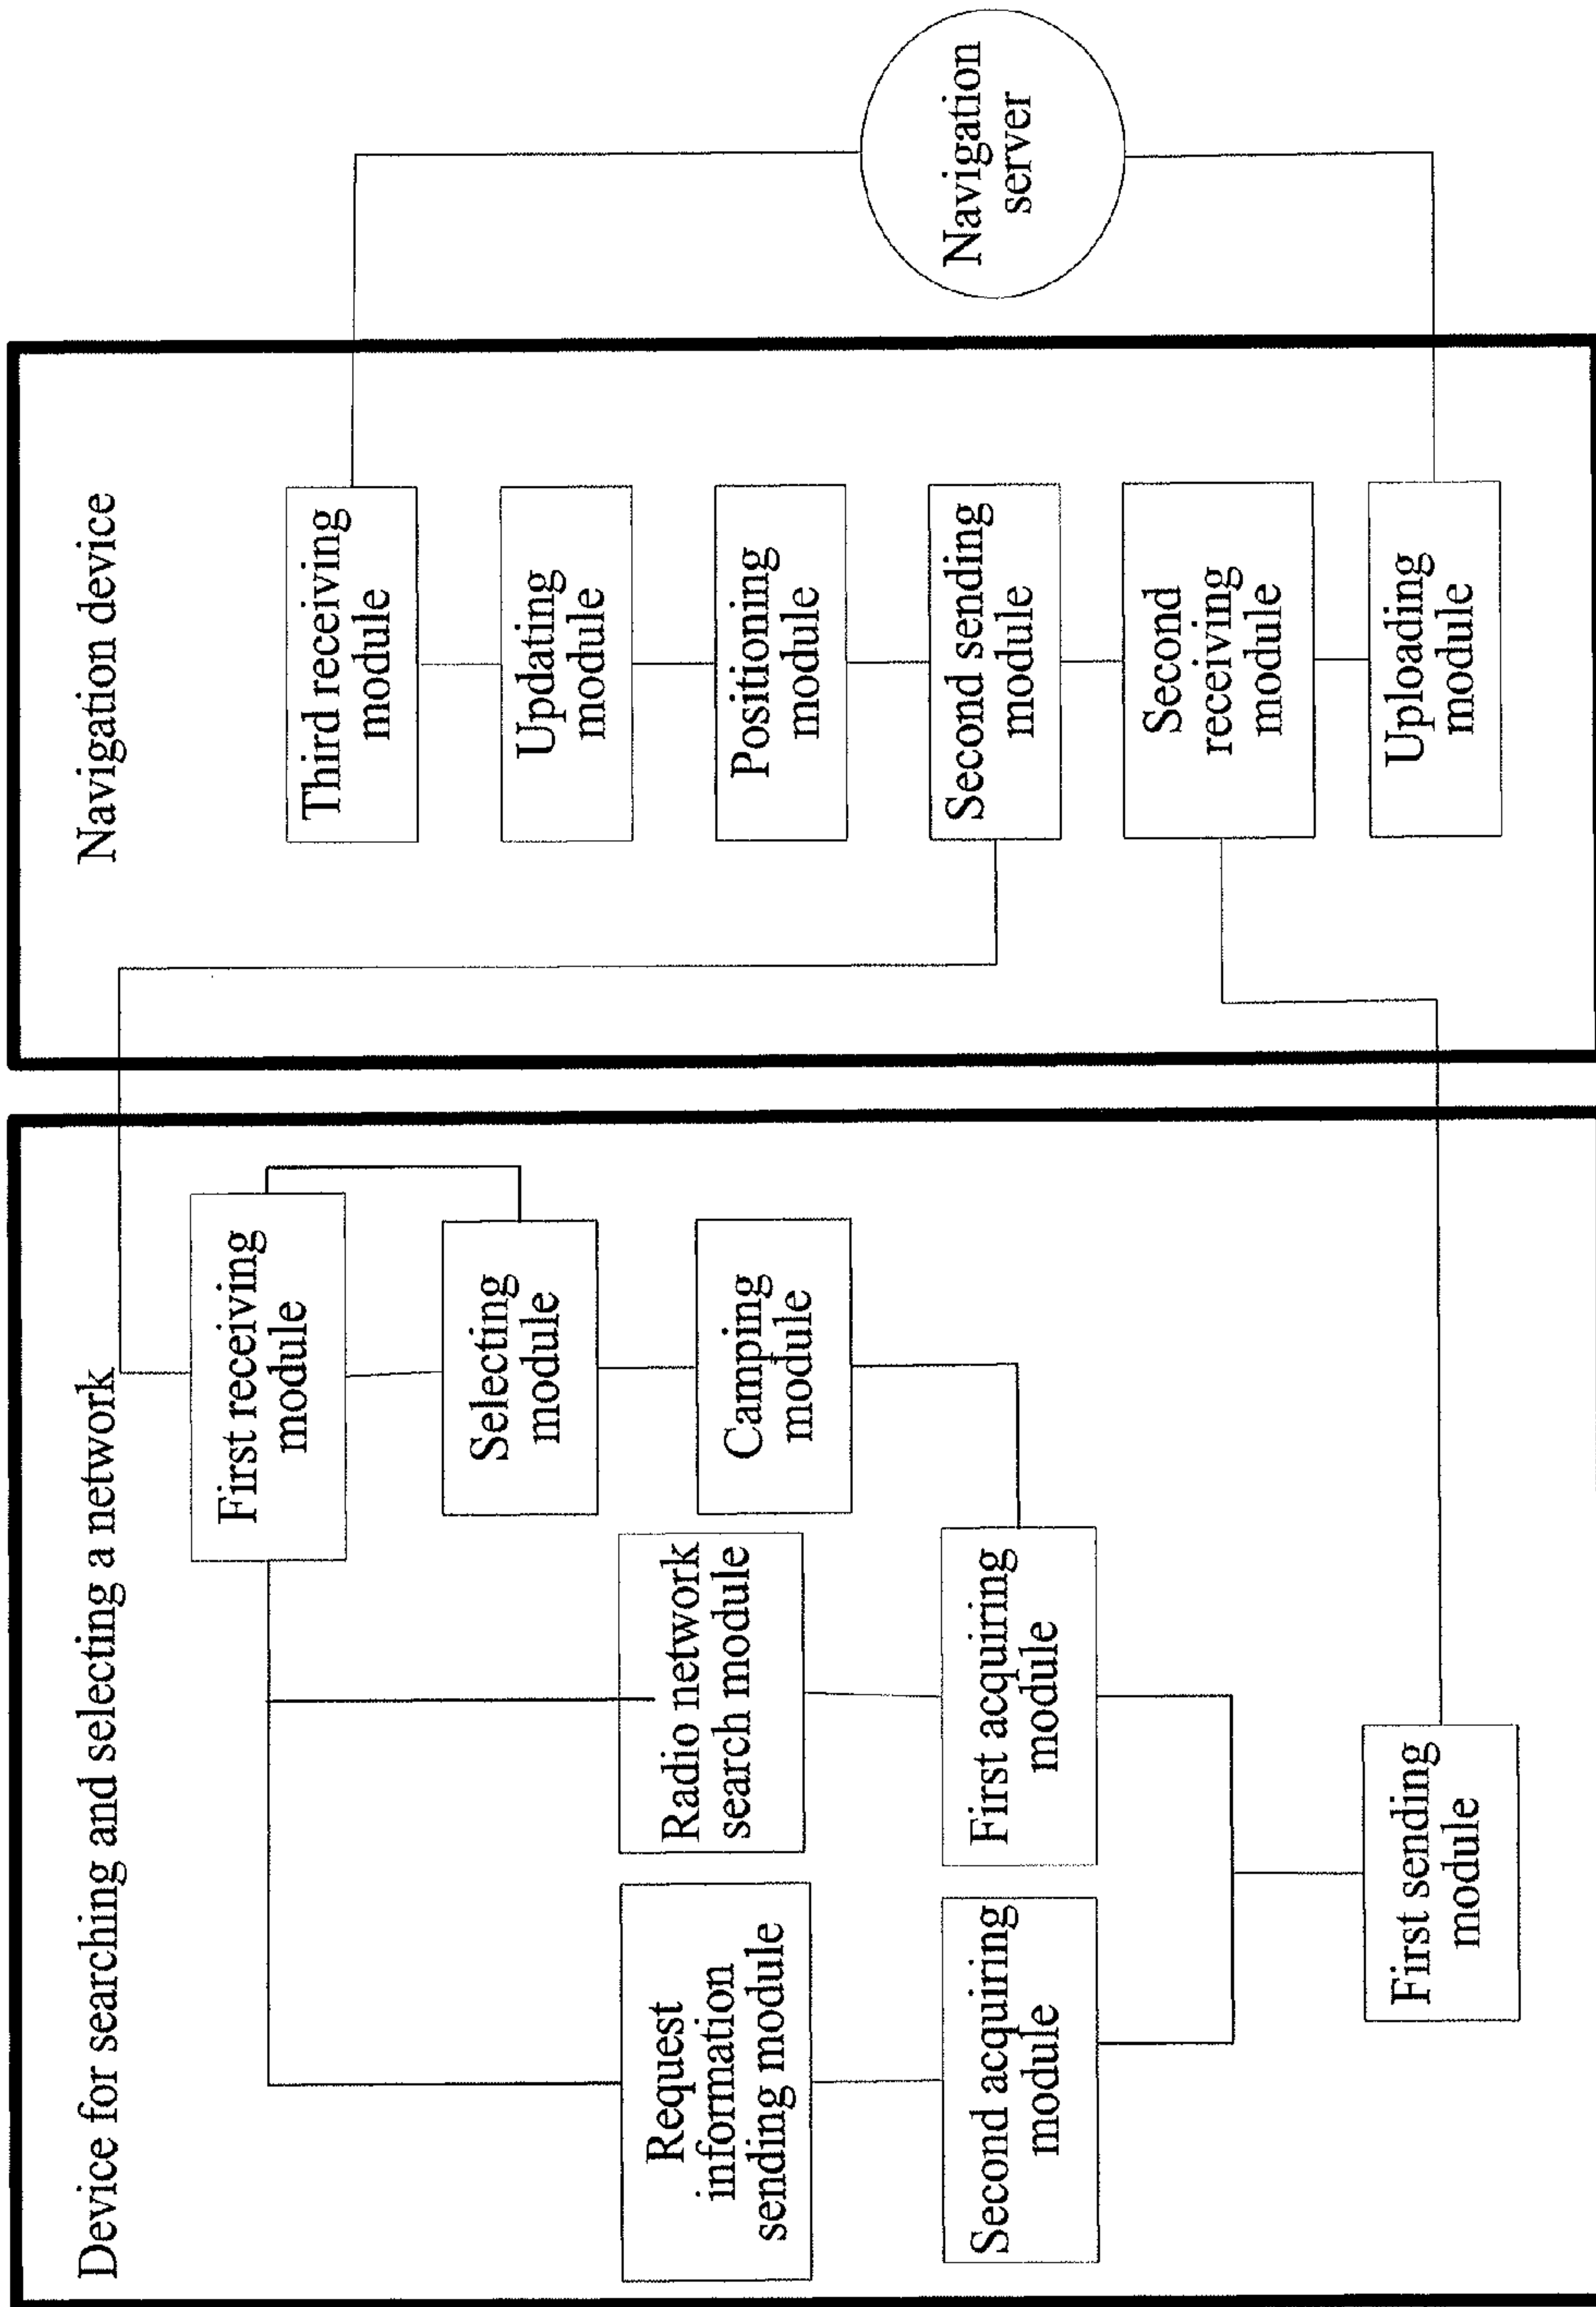 Device for searching and selecting a network
First receiving
module
Selecting
module
Camping
module
Radio network
search module
Request
information
sending module
First acquiring
module
Second acquiring
module
First sending
module
Navigation device
Third receiving
module
Updating
module
Positioning
module
Second sending
module
Second
receiving
module
Uploading
module
Navigation
server